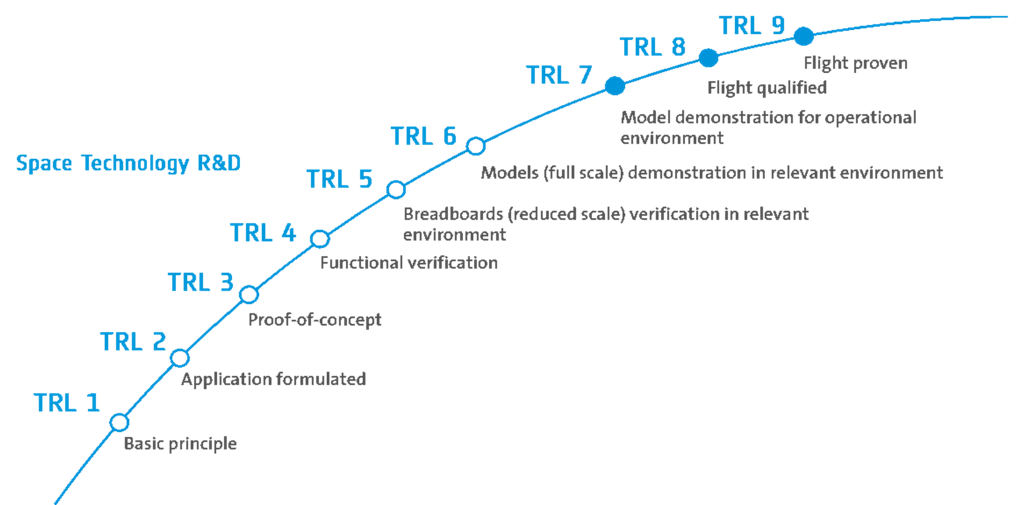 TRL 9
Flight proven
TRL 8
Flight qualified
TRL 7
Model demonstration for operational
environment
TRL 6
Models (full scale) demonstration in relevant environment
Space Technology R&D
TRL 5
Breadboards (reduced scale) verification in relevant
environment
TRL 4
Functional verification
TRL 3
Proof-of-concept
TRL 2
Application formulated
TRL 1
Basic principle